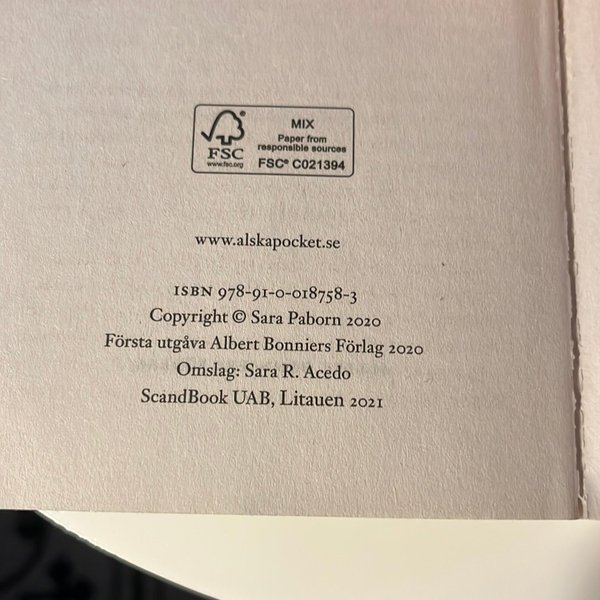 FSC
www.fsc.org
MIX
Paper from
responsible sources
FSC® C021394
www.alskapocket.se
ISBN 978-91-0-018758-3
Copyright © Sara Paborn 2020
Första utgåva Albert Bonniers Förlag 2020
Omslag: Sara R. Acedo
ScandBook UAB, Litauen 2021